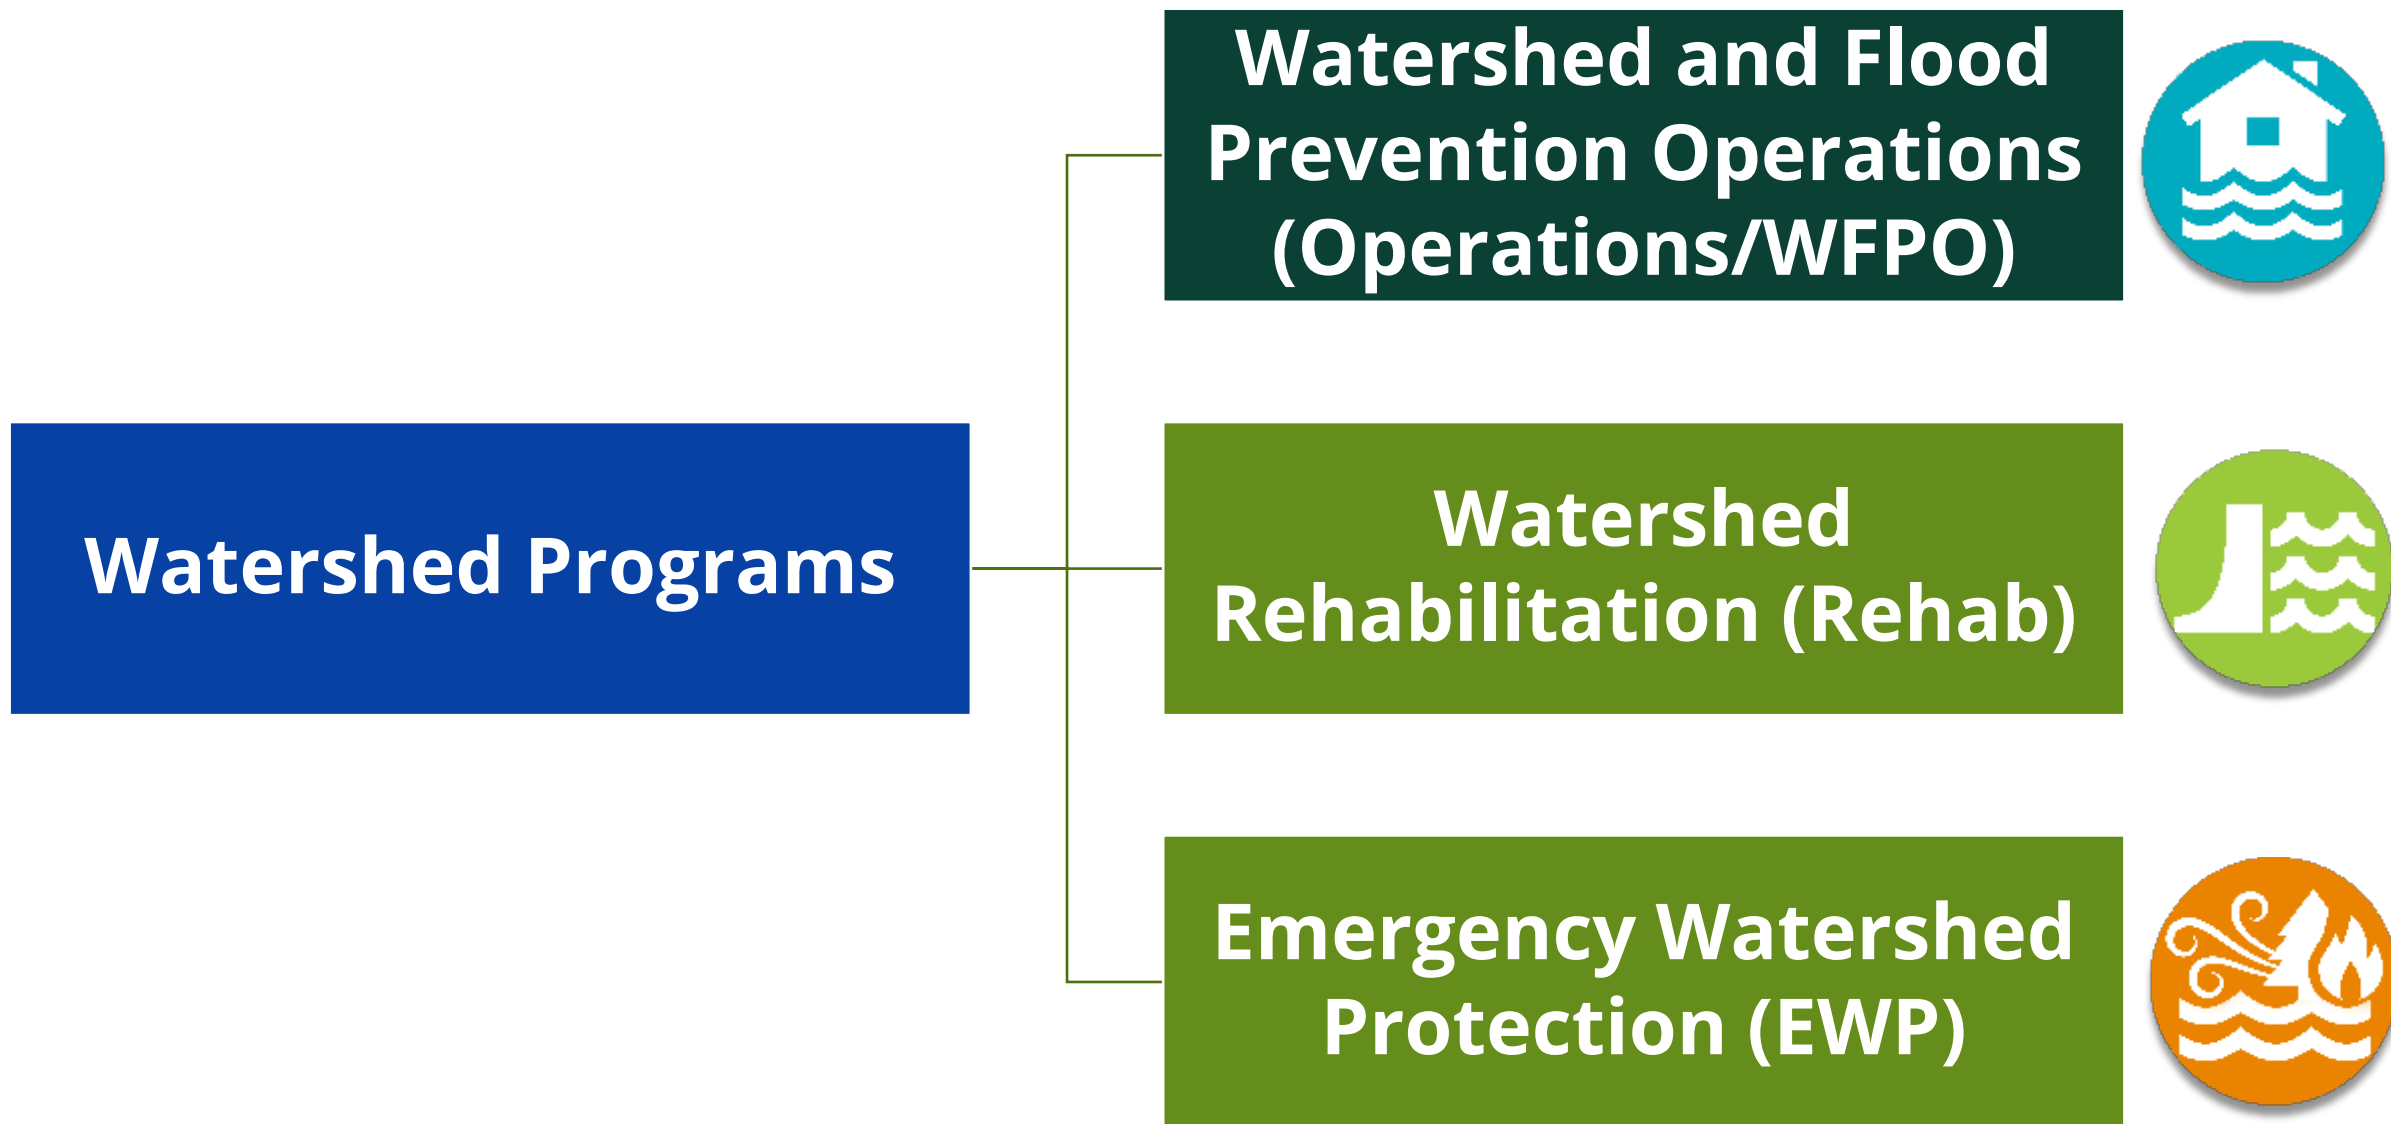 Watershed and Flood
Prevention Operations
(Operations/WFPO)
Watershed Programs
Watershed
Rehabilitation (Rehab)
Emergency Watershed
Protection (EWP)